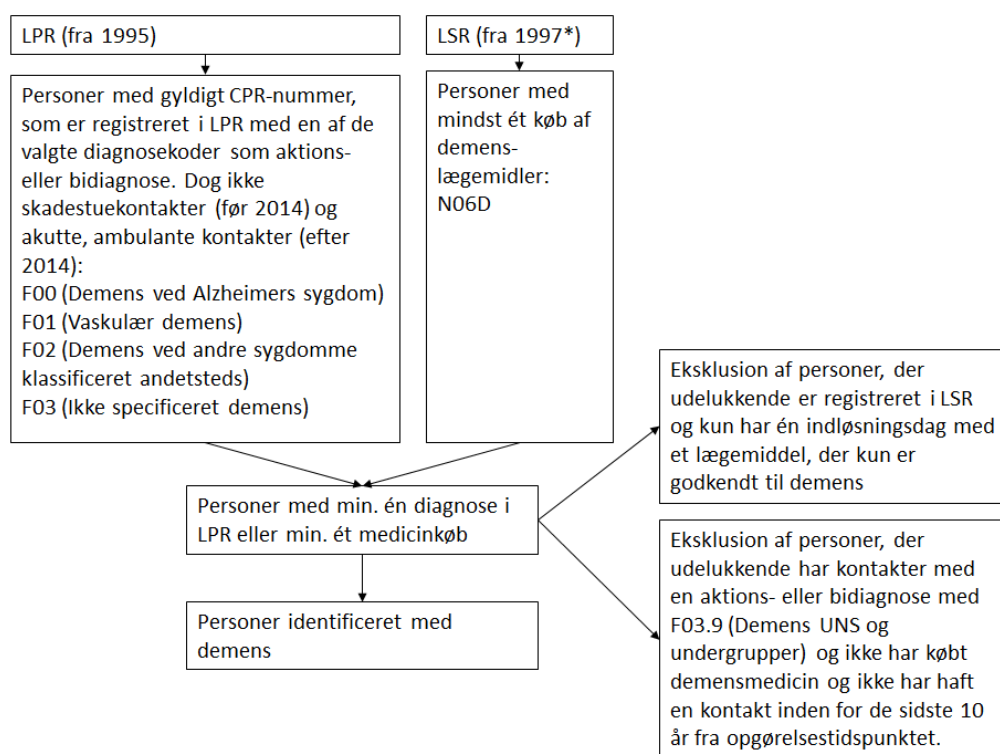 LPR (fra 1995)
LSR (fra 1997*)
Personer med gyldigt CPR-nummer,
som er registreret i LPR med en af de
valgte diagnosekoder som aktions-
eller bidiagnose. Dog ikke
skadestuekontakter (før 2014) og
akutte, ambulante kontakter (efter
2014):
F00 (Demens ved Alzheimers sygdom)
F01 (Vaskulær demens)
F02 (Demens ved andre sygdomme
klassificeret andetsteds)
F03 (Ikke specificeret demens)
Personer med
mindst ét køb af
demens-
lægemidler:
N06D
Personer med min. én diagnose i
LPR eller min. ét medicinkøb
Personer identificeret med
demens
Eksklusion af personer, der
udelukkende er registreret i LSR
og kun har én indløsningsdag med
et lægemiddel, der kun er
godkendt til demens
Eksklusion af personer, der
udelukkende har kontakter med
en aktions- eller bidiagnose med
F03.9 (Demens UNS og
undergrupper) og ikke har købt
demensmedicin og ikke har haft
en kontakt inden for de sidste 10
år fra opgørelsestidspunktet.